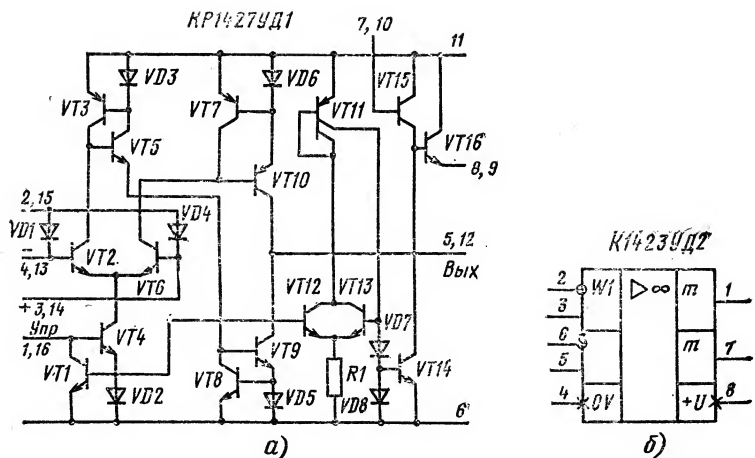 КР1427УД1
7, 10
11
VD3
VT3
VT5
VD6
VT7
VT10
VT11
VT15
VT16
8, 9
2, 15
VD1
–
4, 13
VT2
VD4
VT6
5, 12
Вых
+ 3, 14
Упр
1, 16
VT4
VT1
VD2
VT12
VT13
VD7
VT9
VT8
VD5
R1
VD8
VT14
6
а)
К1423УД2
2
W1
▷∞
m
1
3
6
m
7
5
4
0V
+U
8
б)